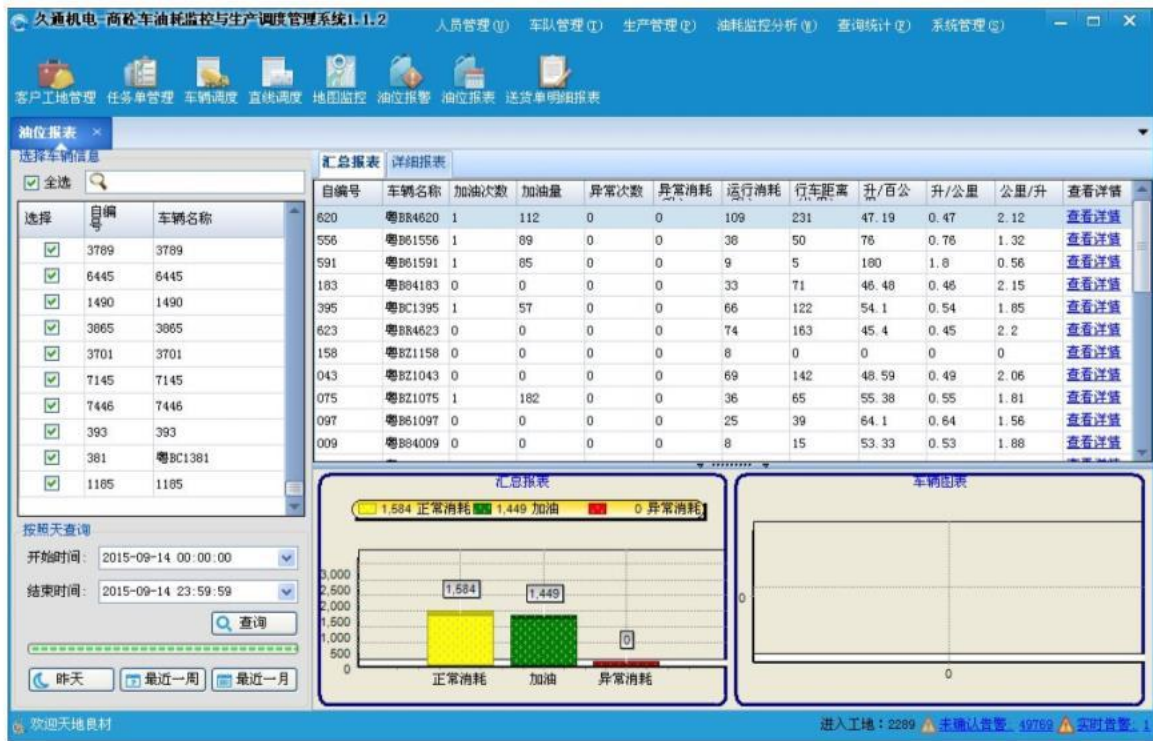 久通机电-商砼车油耗监控与生产调度管理系统1.1.2
人员管理(U) 车队管理(T) 生产管理(P) 油耗监控分析(W) 查询统计(R) 系统管理(S)
客户工地管理 任务单管理 车辆调度 直线调度 地图监控 油位报警 油位报表 送货单明细报表
油位报表
选择车辆信息
全选
选择 自编号 车辆名称
3789 3789
6445 6445
1490 1490
3865 3865
3701 3701
7145 7145
7446 7446
393 393
381 粤BC1381
1185 1185
按照天查询
开始时间: 2015-09-14 00:00:00
结束时间: 2015-09-14 23:59:59
查询
昨天 最近一周 最近一月
汇总报表 详细报表
自编号 车辆名称 加油次数 加油量 异常次数 异常消耗 运行消耗 行车距离 升/百公 升/公里 公里/升 查看详情
620 粤BR4620 1 112 0 0 109 231 47.19 0.47 2.12 查看详情
556 粤B61556 1 89 0 0 38 50 76 0.76 1.32 查看详情
591 粤B61591 1 85 0 0 9 5 180 1.8 0.56 查看详情
183 粤B84183 0 0 0 0 33 71 46.48 0.46 2.15 查看详情
395 粤BC1395 1 57 0 0 66 122 54.1 0.54 1.85 查看详情
623 粤BR4623 0 0 0 0 74 163 45.4 0.45 2.2 查看详情
158 粤BZ1158 0 0 0 0 8 0 0 0 0 查看详情
043 粤BZ1043 0 0 0 0 69 142 48.59 0.49 2.06 查看详情
075 粤BZ1075 1 182 0 0 36 65 55.38 0.55 1.81 查看详情
097 粤B61097 0 0 0 0 25 39 64.1 0.64 1.56 查看详情
009 粤B84009 0 0 0 0 8 15 53.33 0.53 1.88 查看详情
汇总报表
1,584 正常消耗 1,449 加油 0 异常消耗
3,000
2,500
2,000
1,500
1,000
500
0
1,584 1,449 0
正常消耗 加油 异常消耗
车辆图表
0
0
欢迎天地良材
进入工地：2289 未确认告警: 49769 实时告警: 1